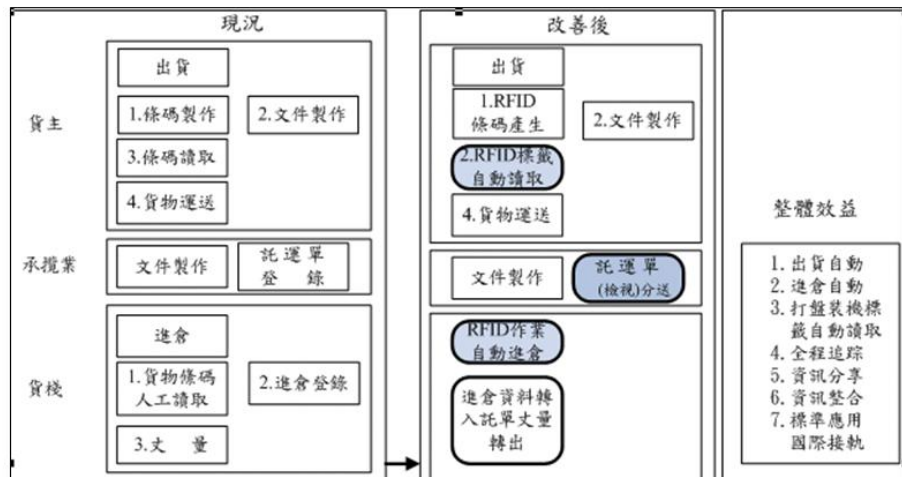 現況
貨主
出貨
1.條碼製作
2.文件製作
3.條碼讀取
4.貨物運送
承攬業
文件製作
託運單
登 錄
貨棧
進倉
1.貨物條碼
人工讀取
2.進倉登錄
3.丈 量
改善後
出貨
1.RFID
條碼產生
2.文件製作
2.RFID標籤
自動讀取
4.貨物運送
文件製作
託運單
(檢視)分送
RFID作業
自動進倉
進倉資料轉
入託單丈量
轉出
整體效益
1. 出貨自動
2. 進倉自動
3. 打盤裝機標
籤自動讀取
4. 全程追踪
5. 資訊分享
6. 資訊整合
7. 標準應用
國際接軌